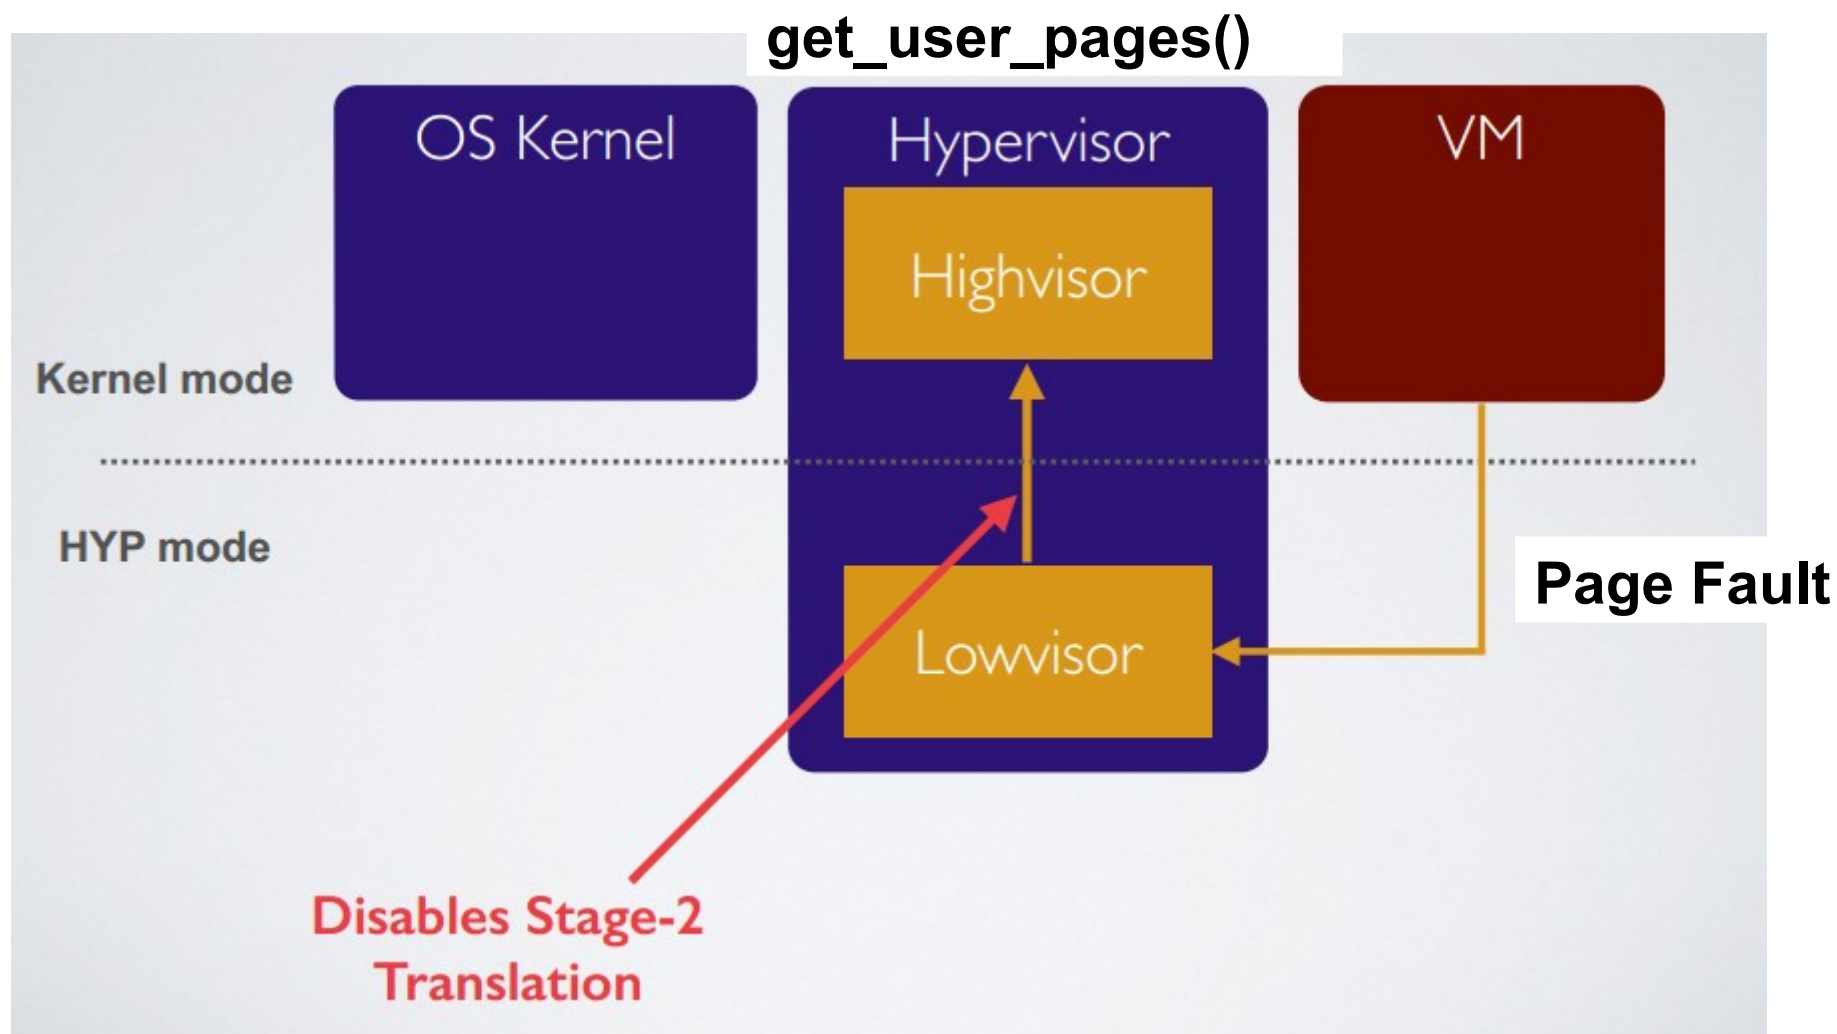 get_user_pages()
OS Kernel
Hypervisor
VM
Highvisor
Kernel mode
HYP mode
Page Fault
Lowvisor
Disables Stage-2
Translation